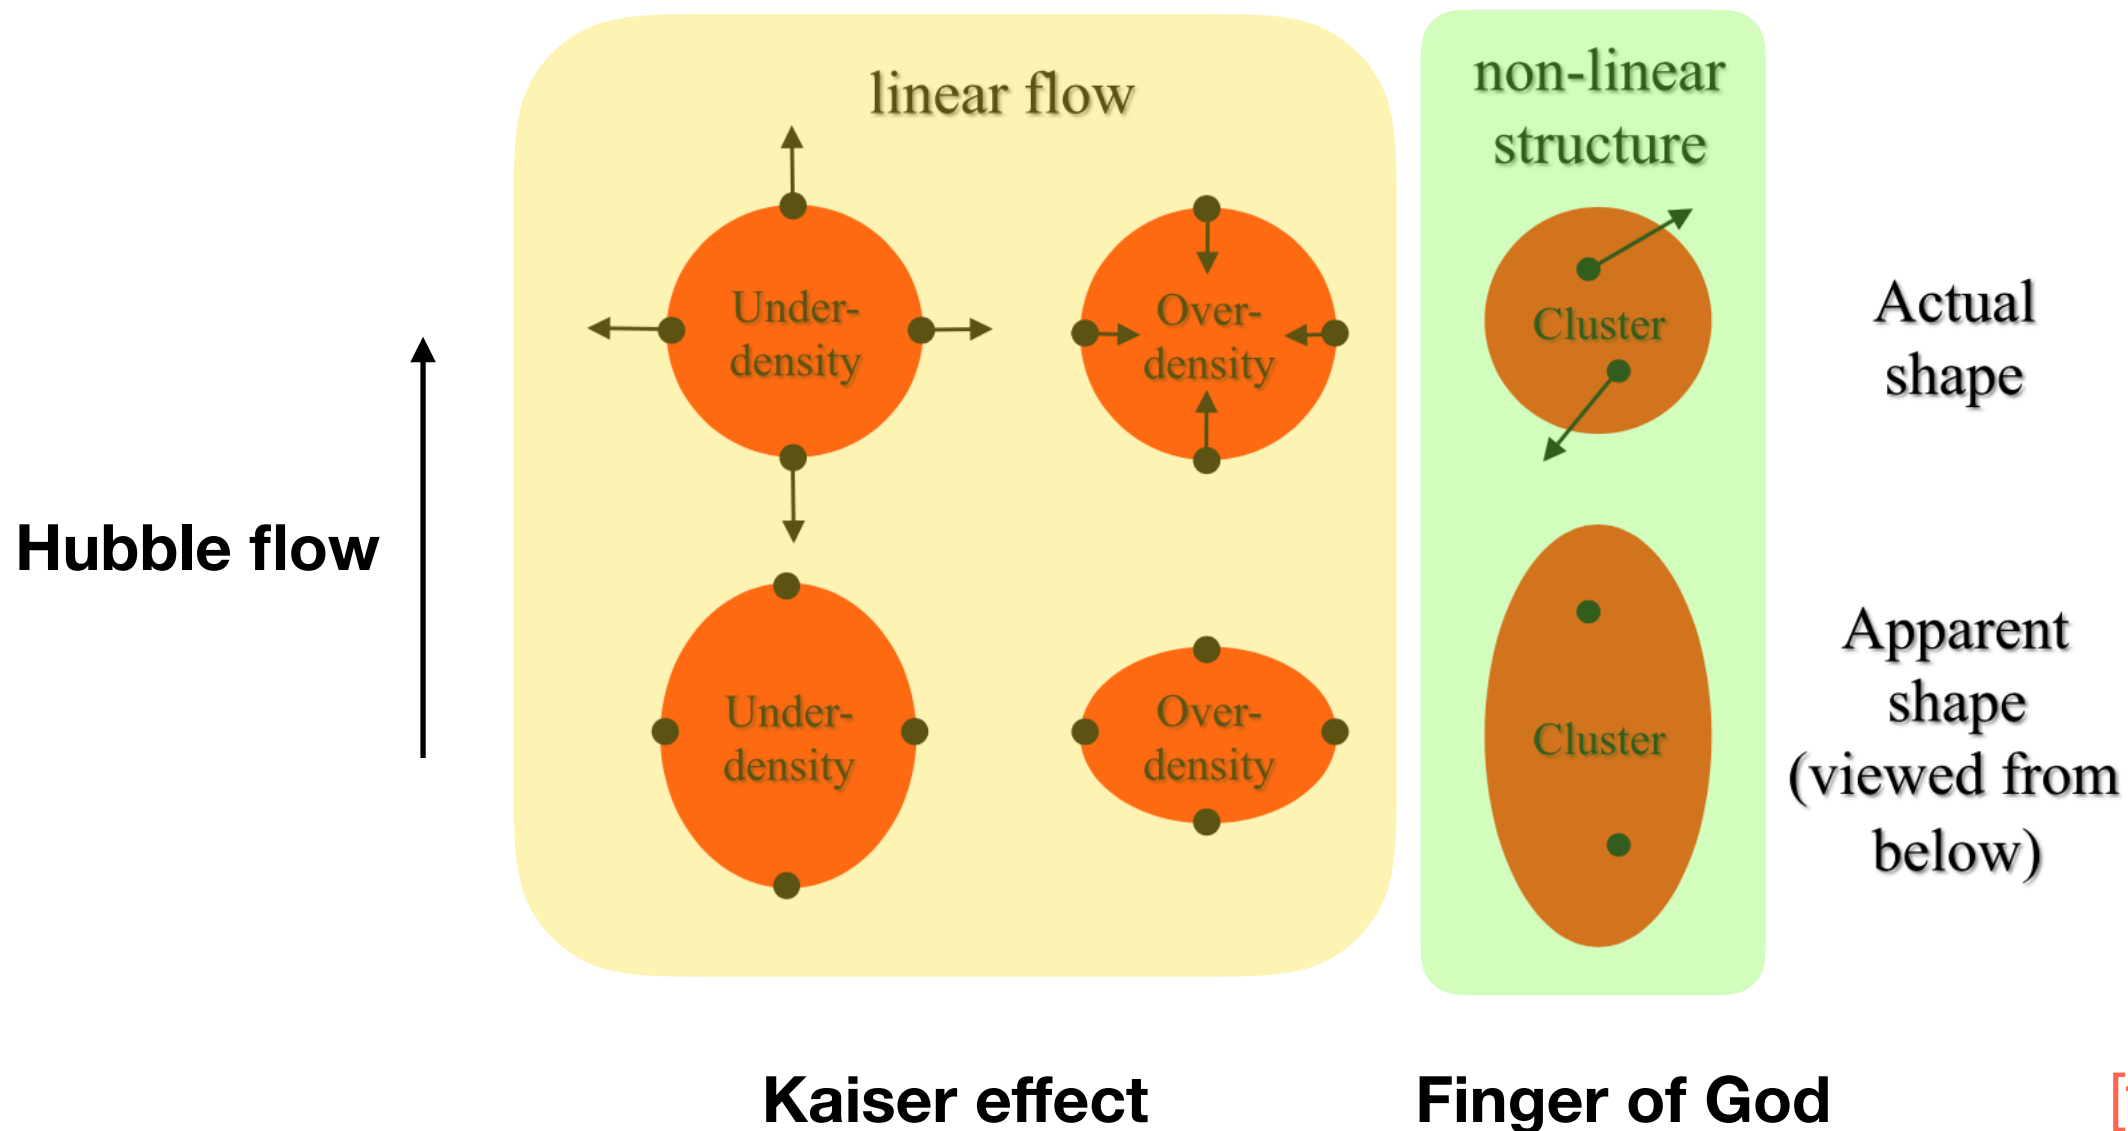 linear flow
non-linear
structure
Under-
density
Over-
density
Cluster
Actual
shape
Hubble flow
Under-
density
Over-
density
Cluster
Apparent
shape
(viewed from
below)
Kaiser effect
Finger of God
[